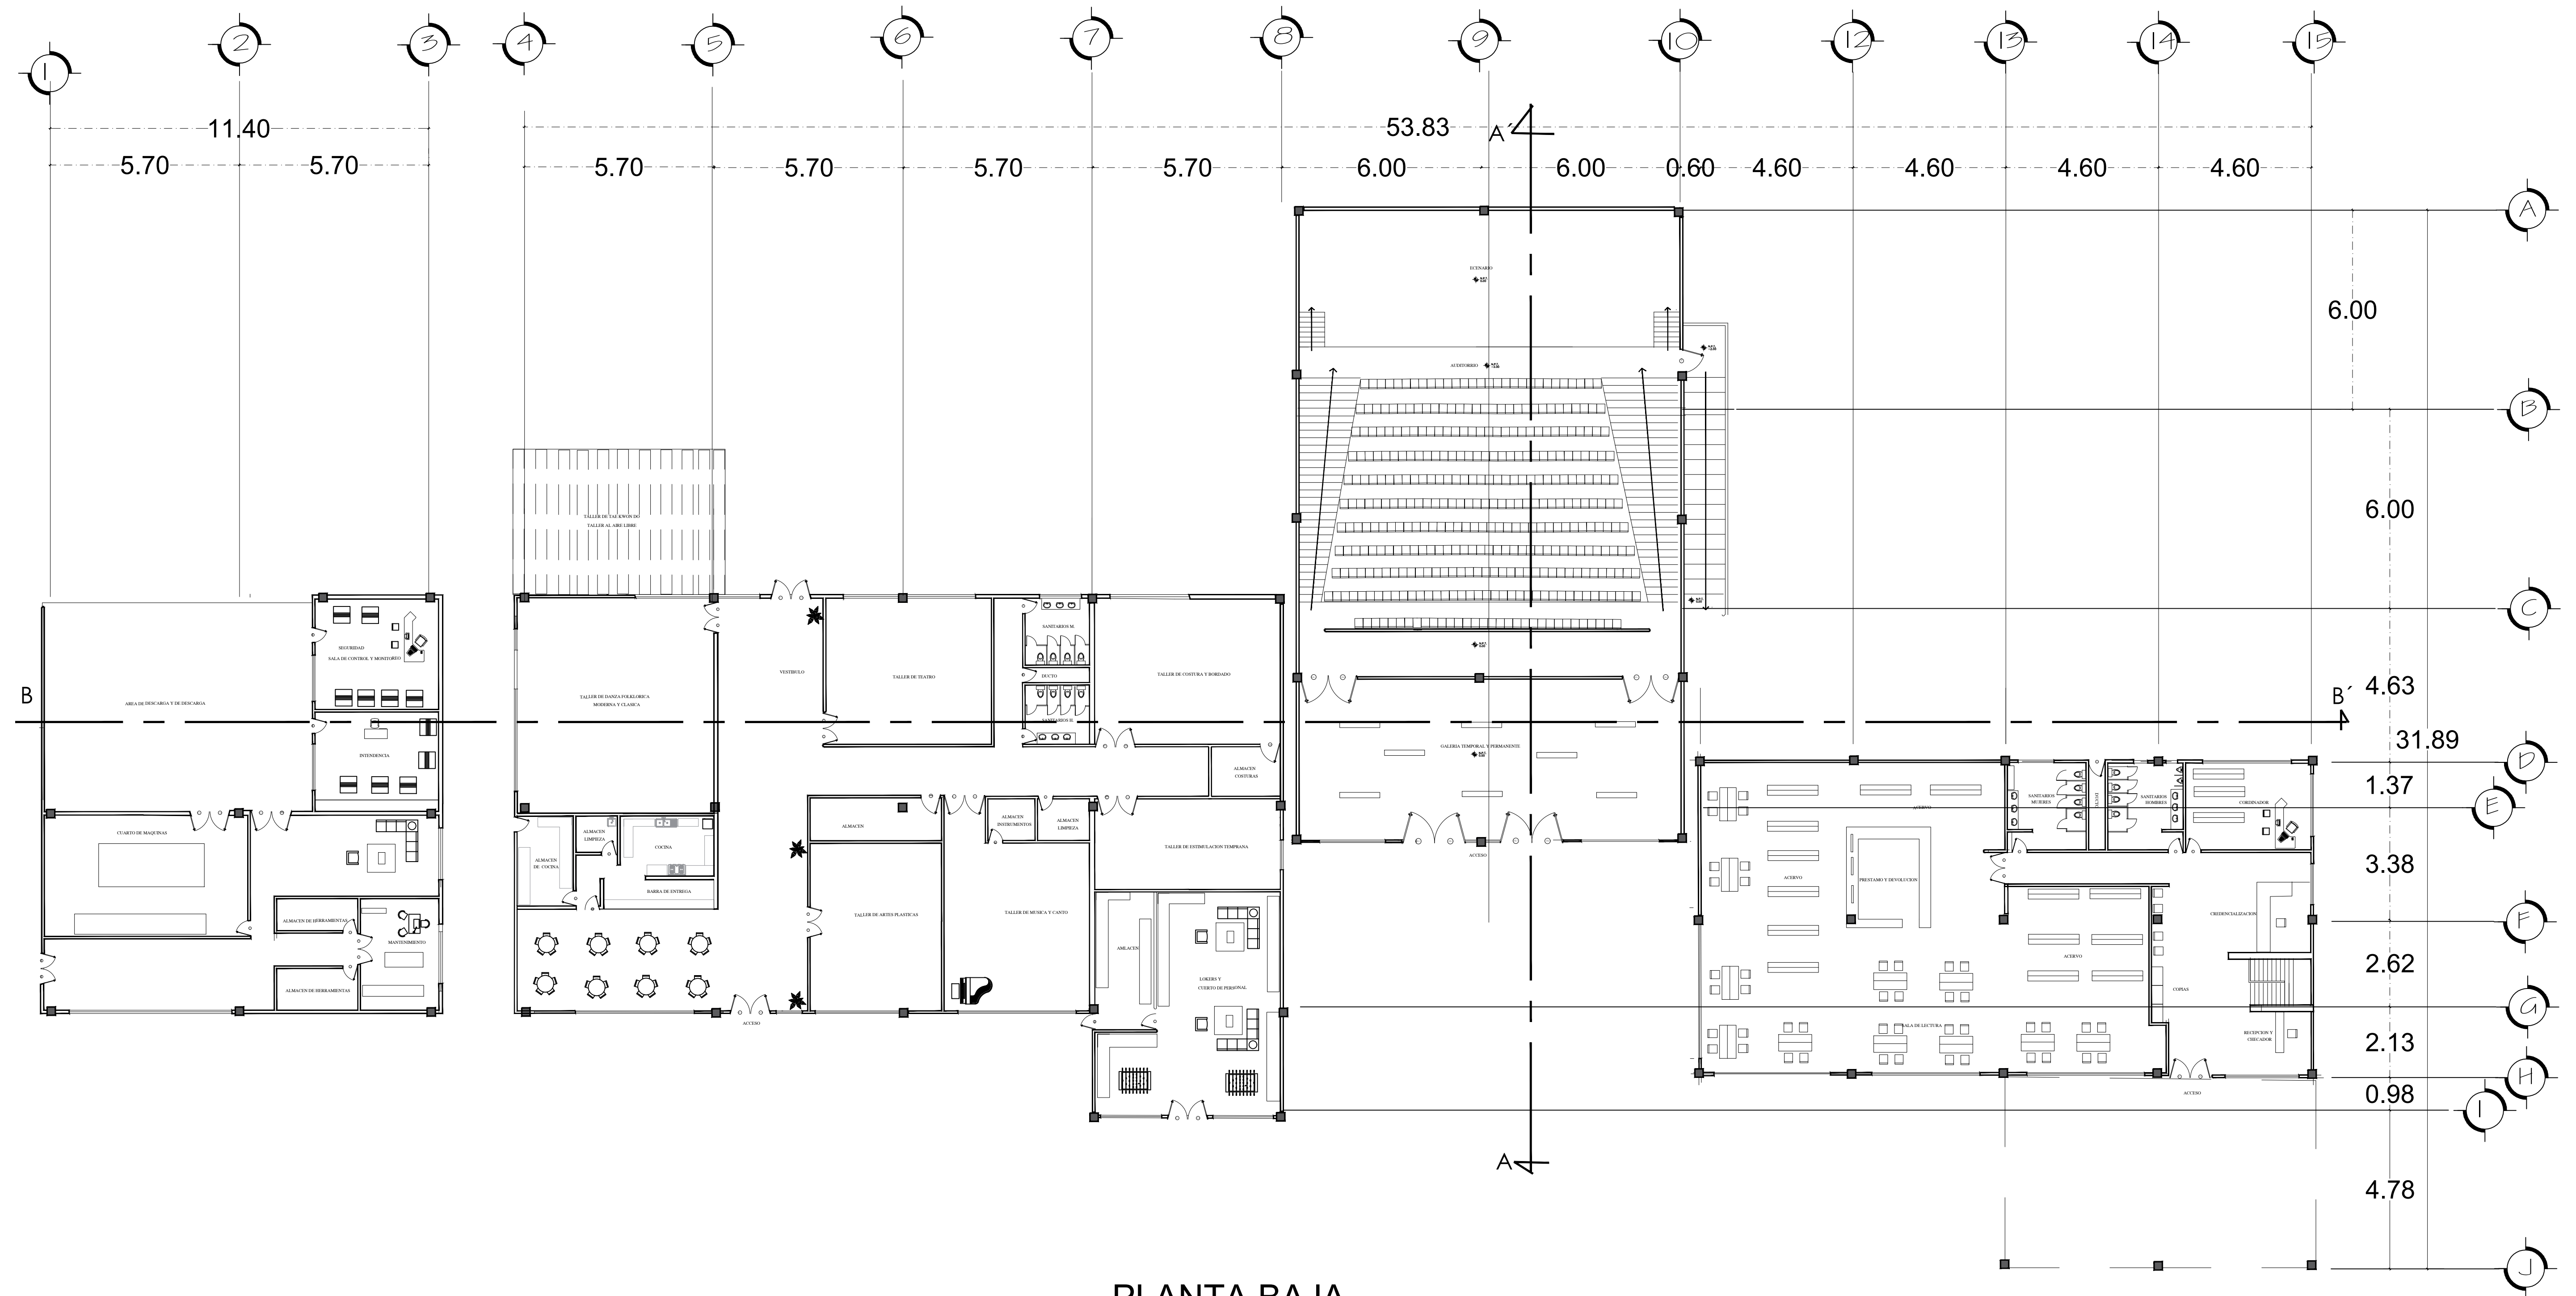 1 2 3 4 5 6 7 8 9 10 12 13 14 15
11.40
53.83
A´
5.70 5.70
5.70 5.70 5.70 5.70 6.00 6.00 0.60 4.60 4.60 4.60 4.60
A
ECENARIO
6.00
AUDITORRIO
B
6.00
TALLER DE TAE KWON DO
TALLER AL AIRE LIBRE
C
SEGURIDAD
SALA DE CONTROL Y MONITOREO
VESTIBULO
TALLER DE TEATRO
SANITARIOS M.
DUCTO
SANITARIOS H.
TALLER DE COSTURA Y BORDADO
4.63
B
B´
AREA DE DESCARGA Y DE DESCARGA
TALLER DE DANZA FOLKLORICA
MODERNA Y CLASICA
INTENDENCIA
GALERIA TEMPORAL Y PERMANENTE
31.89
D
ALMACEN
COSTURAS
1.37
E
SANITARIOS
MUJERES
DUCTO
SANITARIOS
HOMBRES
CORDINADOR
ACERVO
CUARTO DE MAQUINAS
ALMACEN
LIMPIEZA
COCINA
ALMACEN
DE COCINA
BARRA DE ENTREGA
ALMACEN
ALMACEN
INSTRUMENTOS
ALMACEN
LIMPIEZA
TALLER DE ESTIMULACION TEMPRANA
ACCESO
3.38
ACERVO
PRESTAMO Y DEVOLUCION
CREDENCIALIZACION
F
ALMACEN DE HERRAMIENTAS
MANTENIMIENTO
ALMACEN DE HERRAMIENTAS
TALLER DE ARTES PLASTICAS
TALLER DE MUSICA Y CANTO
AMLACEN
LOKERS Y
CUERTO DE PERSONAL
ACERVO
2.62
COPIAS
G
ACCESO
SALA DE LECTURA
RECEPCION Y
CHECADOR
2.13
H
ACCESO
0.98
I
A
4.78
J
PLANTA BAJA